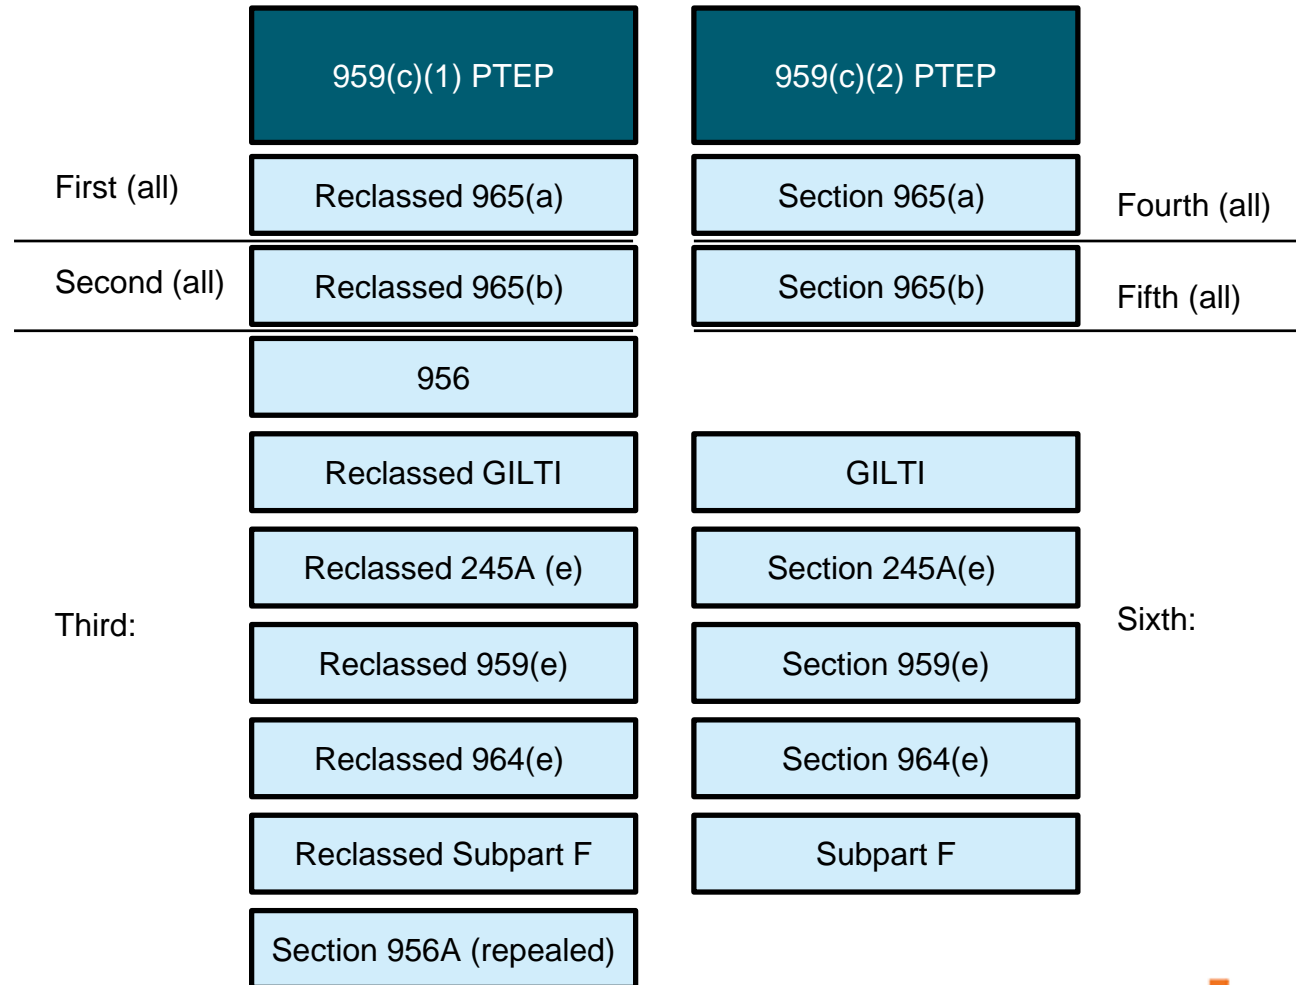 959(c)(1) PTEP
959(c)(2) PTEP
First (all)
Reclassed 965(a)
Section 965(a)
Fourth (all)
Second (all)
Reclassed 965(b)
Section 965(b)
Fifth (all)
956
Reclassed GILTI
GILTI
Reclassed 245A (e)
Section 245A(e)
Third:
Reclassed 959(e)
Section 959(e)
Sixth:
Reclassed 964(e)
Section 964(e)
Reclassed Subpart F
Subpart F
Section 956A (repealed)